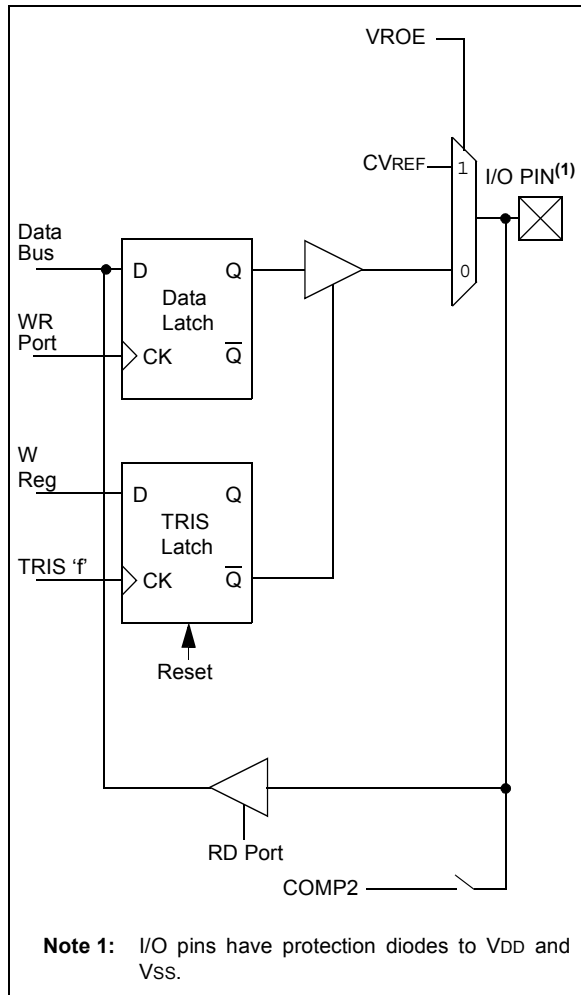 VROE
CVREF
1
I/O PIN(1)
Data
Bus
D
Q
Data
Latch
0
WR
Port
CK
Q
W
Reg
D
Q
TRIS
Latch
TRIS 'f'
CK
Q
Reset
RD Port
COMP2
Note 1: I/O pins have protection diodes to VDD and
VSS.